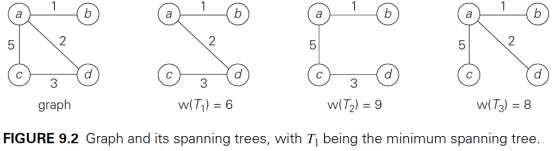 a 1 b
5 2
c 3 d
graph
a 1 b
2
c 3 d
w(T₁) = 6
a 1 b
5
c 3 d
w(T₂) = 9
a 1 b
5 2
c d
w(T₃) = 8
FIGURE 9.2 Graph and its spanning trees, with T₁ being the minimum spanning tree.